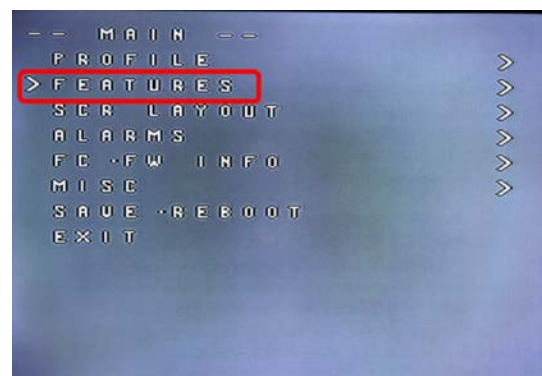 -- MAIN --
PROFILE >
>FEATURES >
SCR LAYOUT >
ALARMS >
FC-FW INFO >
MISC >
SAVE-REBOOT
EXIT